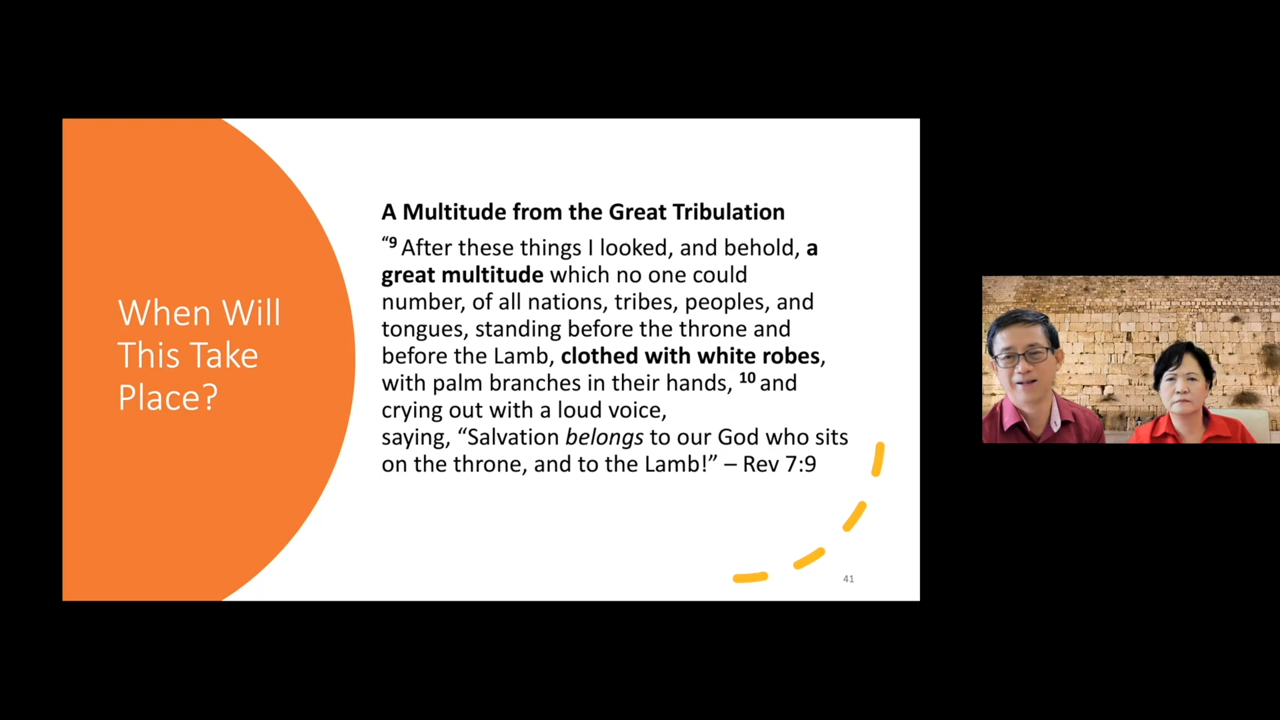 When Will
This Take
Place?
A Multitude from the Great Tribulation
“9 After these things I looked, and behold, a
great multitude which no one could
number, of all nations, tribes, peoples, and
tongues, standing before the throne and
before the Lamb, clothed with white robes,
with palm branches in their hands, 10 and
crying out with a loud voice,
saying, “Salvation belongs to our God who sits
on the throne, and to the Lamb!” – Rev 7:9
41